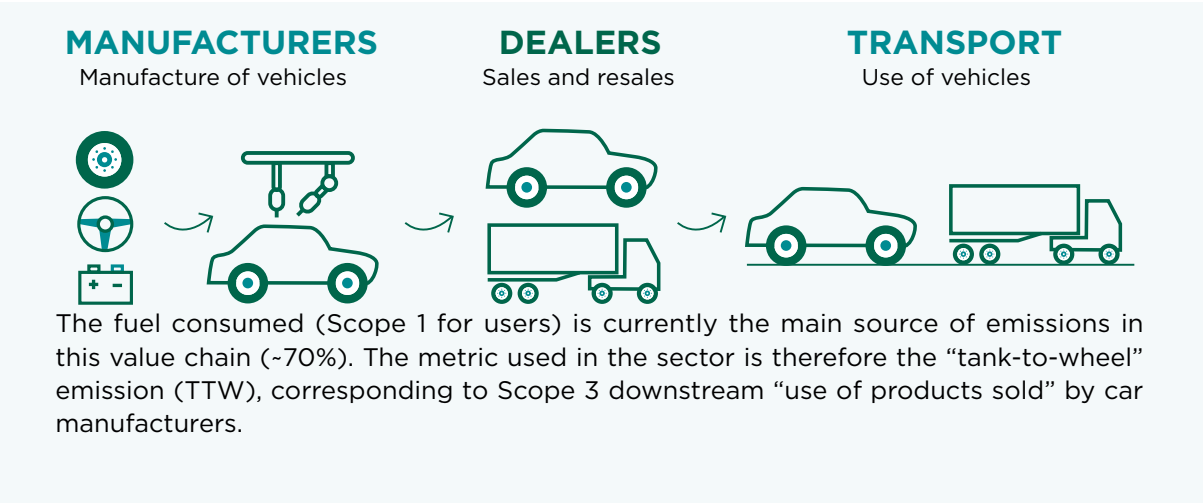 MANUFACTURERS
Manufacture of vehicles
DEALERS
Sales and resales
TRANSPORT
Use of vehicles
The fuel consumed (Scope 1 for users) is currently the main source of emissions in
this value chain (~70%). The metric used in the sector is therefore the “tank-to-wheel”
emission (TTW), corresponding to Scope 3 downstream “use of products sold” by car
manufacturers.